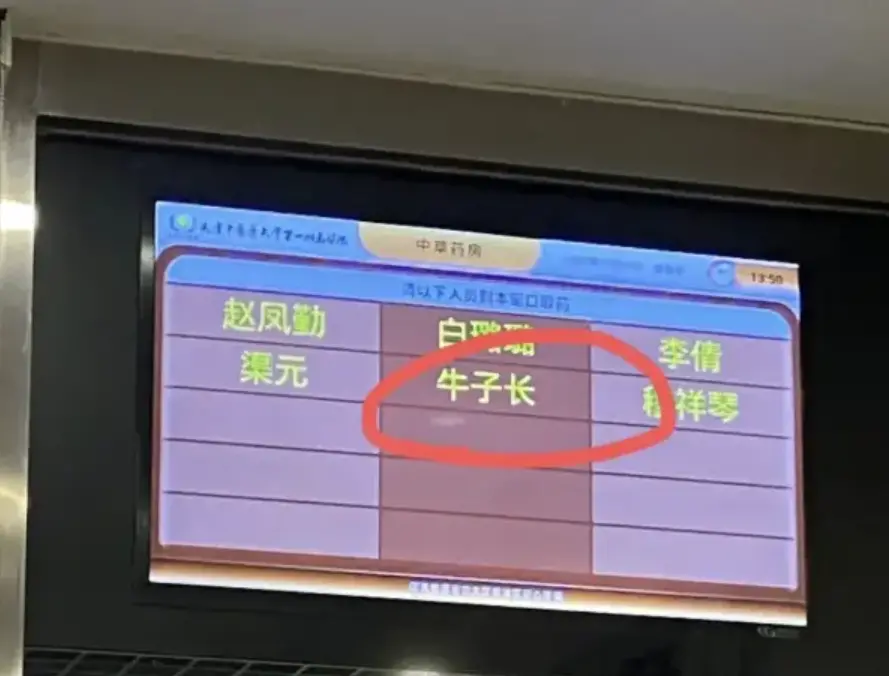 中草药房
13:50
请以下人员到本窗口取药
赵凤勤 白璐璐 李倩
渠元 牛子长 祥琴